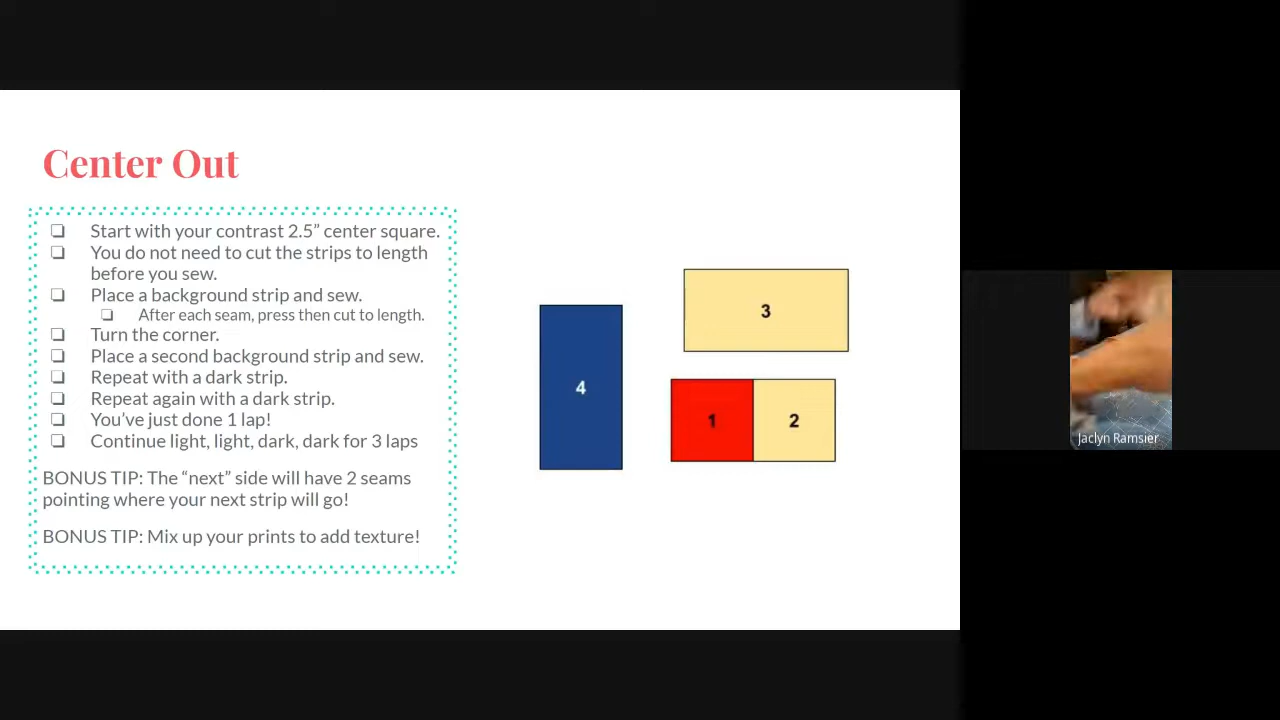 Center Out
❏ Start with your contrast 2.5” center square.
❏ You do not need to cut the strips to length
before you sew.
❏ Place a background strip and sew.
❏ After each seam, press then cut to length.
❏ Turn the corner.
❏ Place a second background strip and sew.
❏ Repeat with a dark strip.
❏ Repeat again with a dark strip.
❏ You’ve just done 1 lap!
❏ Continue light, light, dark, dark for 3 laps
BONUS TIP: The “next” side will have 2 seams
pointing where your next strip will go!
BONUS TIP: Mix up your prints to add texture!
3
4
1 2
Jaclyn Ramsier